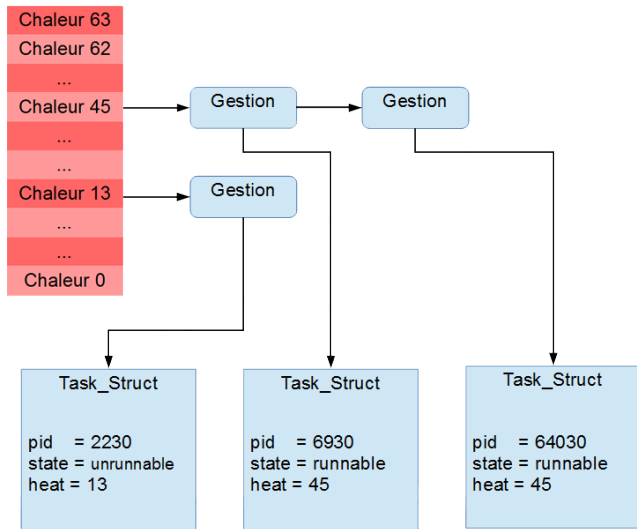 Chaleur 63
Chaleur 62
...
Chaleur 45
...
...
Chaleur 13
...
...
Chaleur 0
Gestion
Gestion
Gestion
Task_Struct
pid = 2230
state = unrunnable
heat = 13
Task_Struct
pid = 6930
state = runnable
heat = 45
Task_Struct
pid = 64030
state = runnable
heat = 45